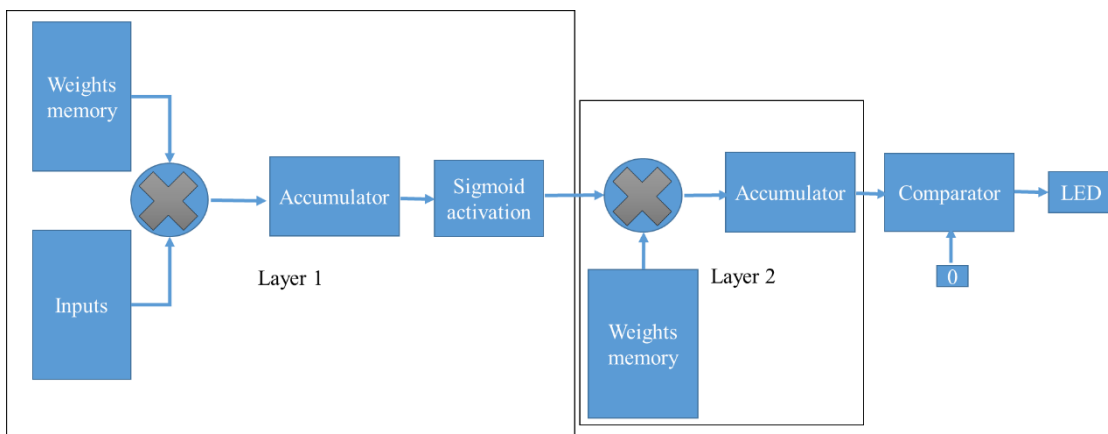 Weights
memory
Inputs
Accumulator
Sigmoid
activation
Layer 1
Weights
memory
Accumulator
Layer 2
Comparator
0
LED